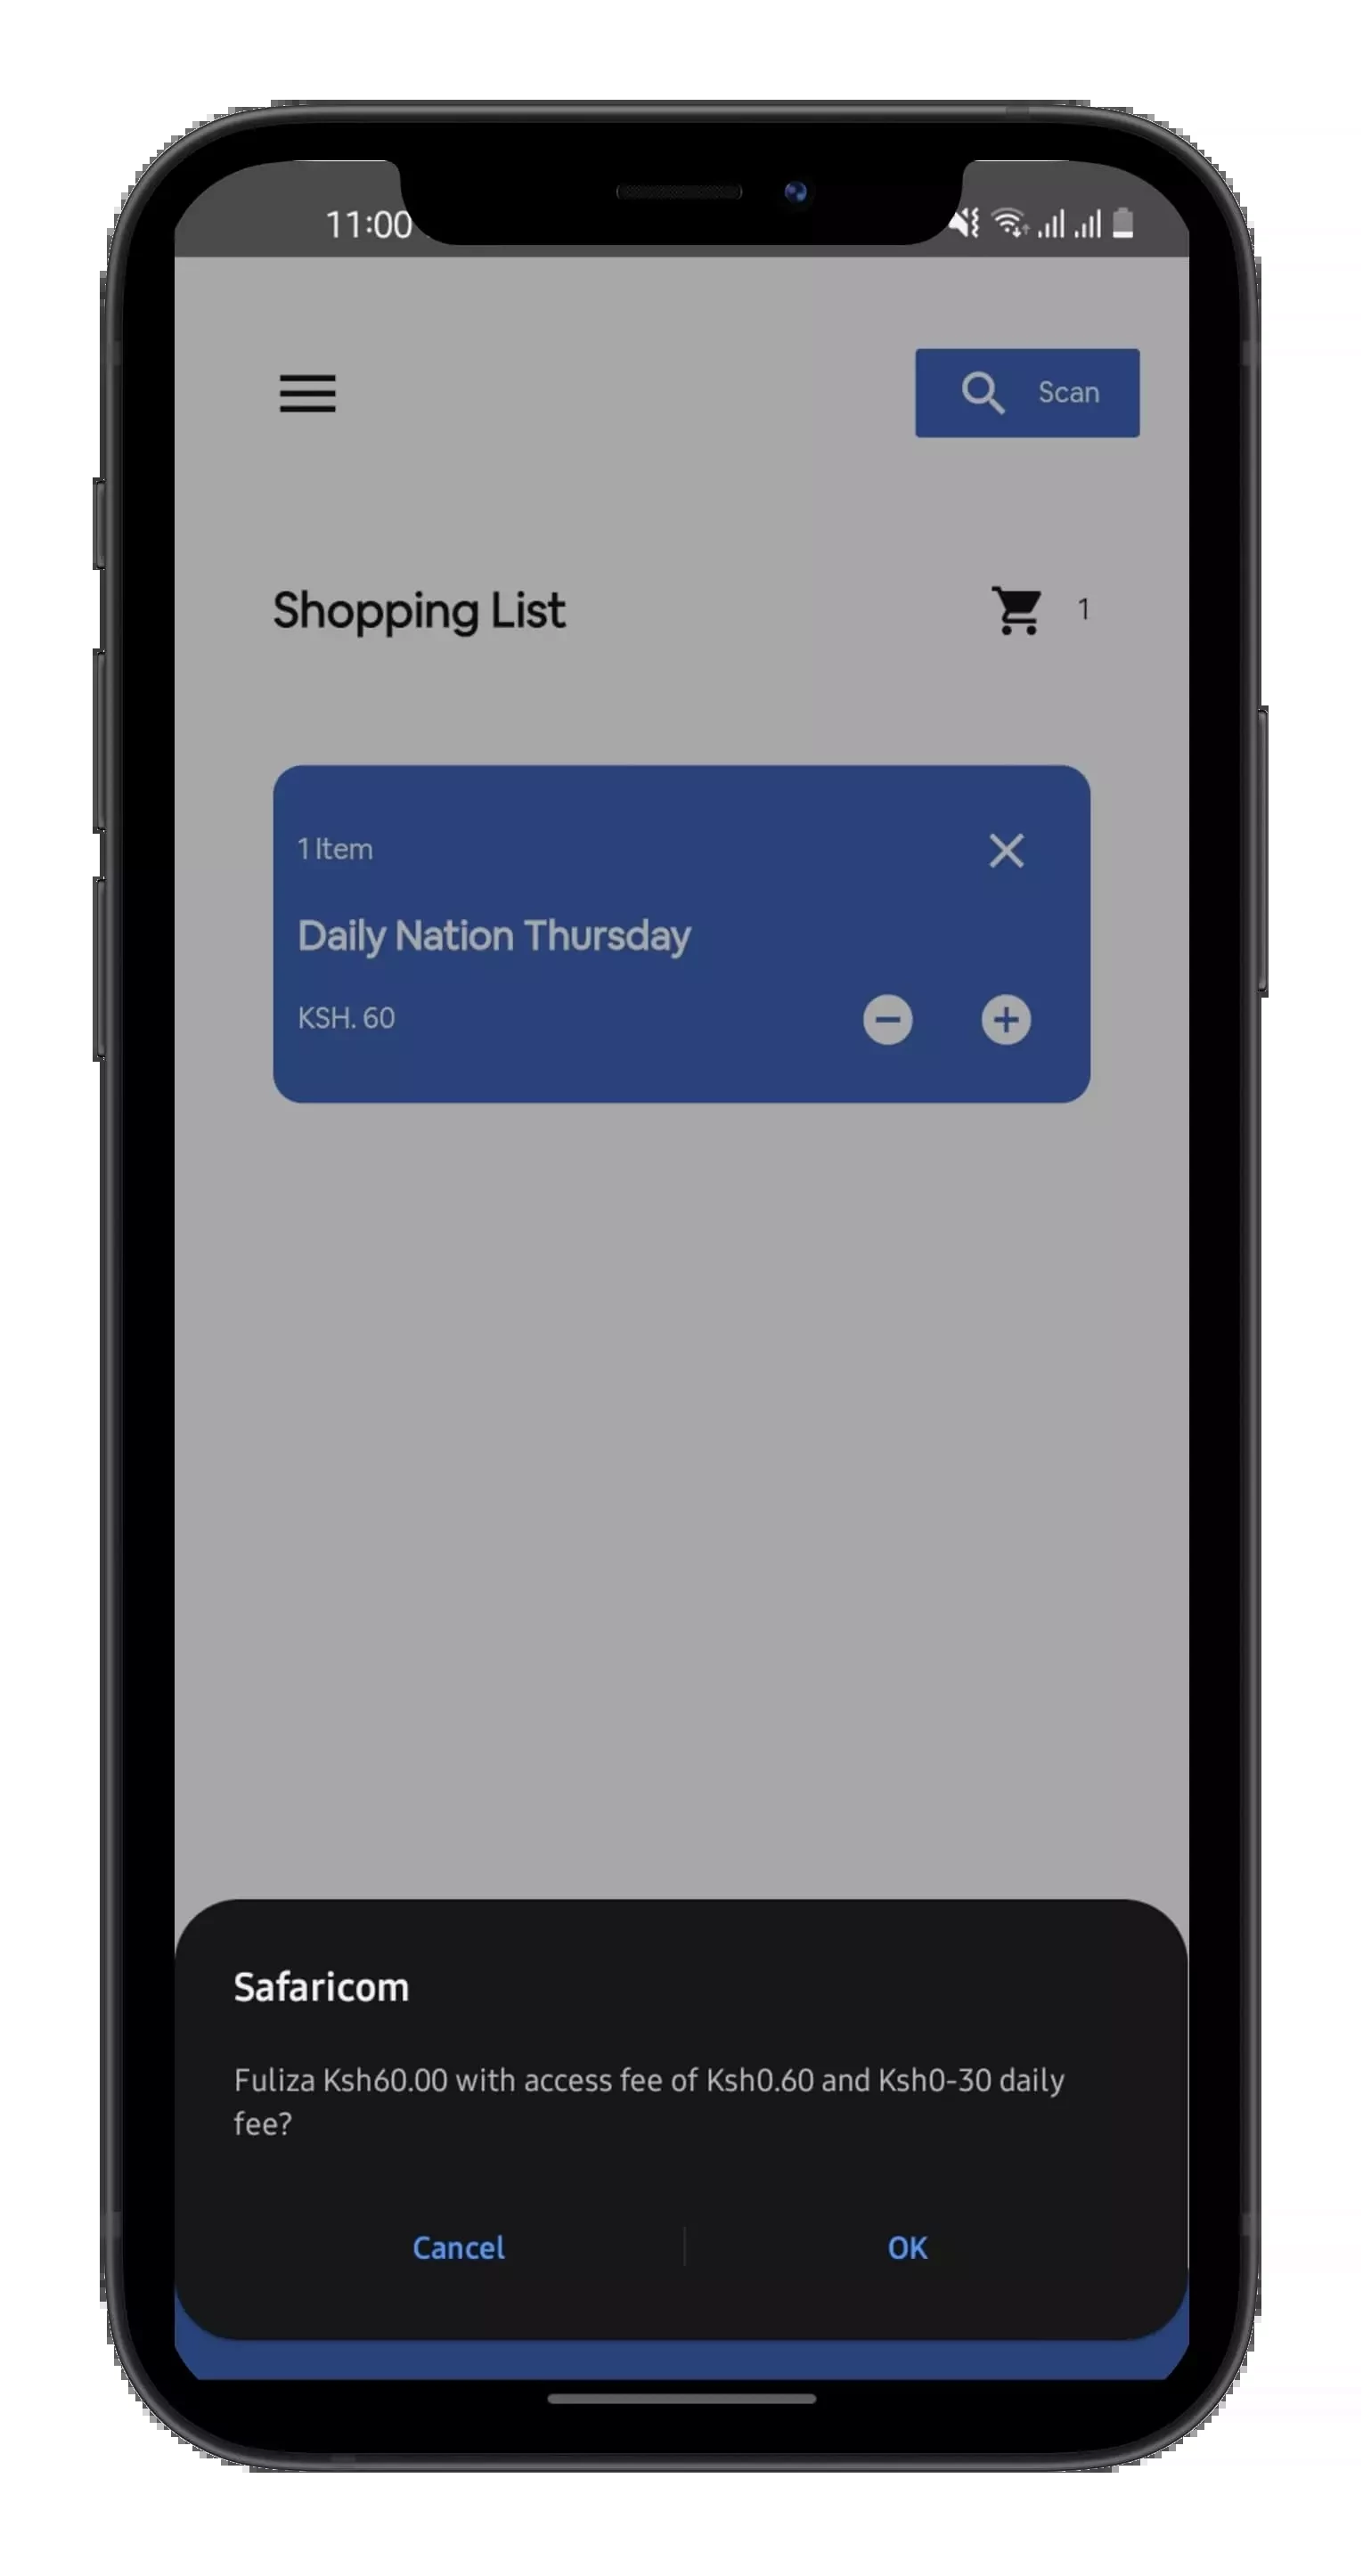 11:00
Scan
Shopping List
1
1 Item
Daily Nation Thursday
KSH. 60
Safaricom
Fuliza Ksh60.00 with access fee of Ksh0.60 and Ksh0-30 daily
fee?
Cancel
OK